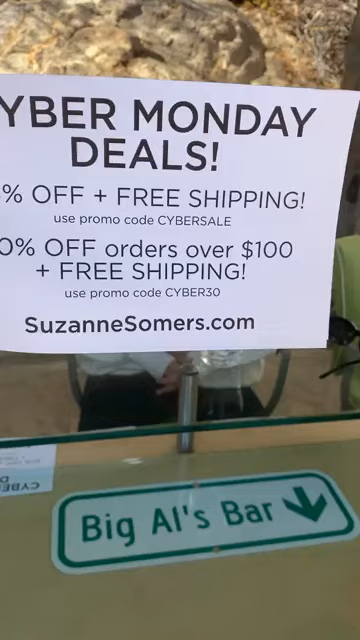 YBER MONDAY
DEALS!
% OFF + FREE SHIPPING!
use promo code CYBERSALE
0% OFF orders over $100
+ FREE SHIPPING!
use promo code CYBER30
SuzanneSomers.com
CYBE
D
Big Al's Bar